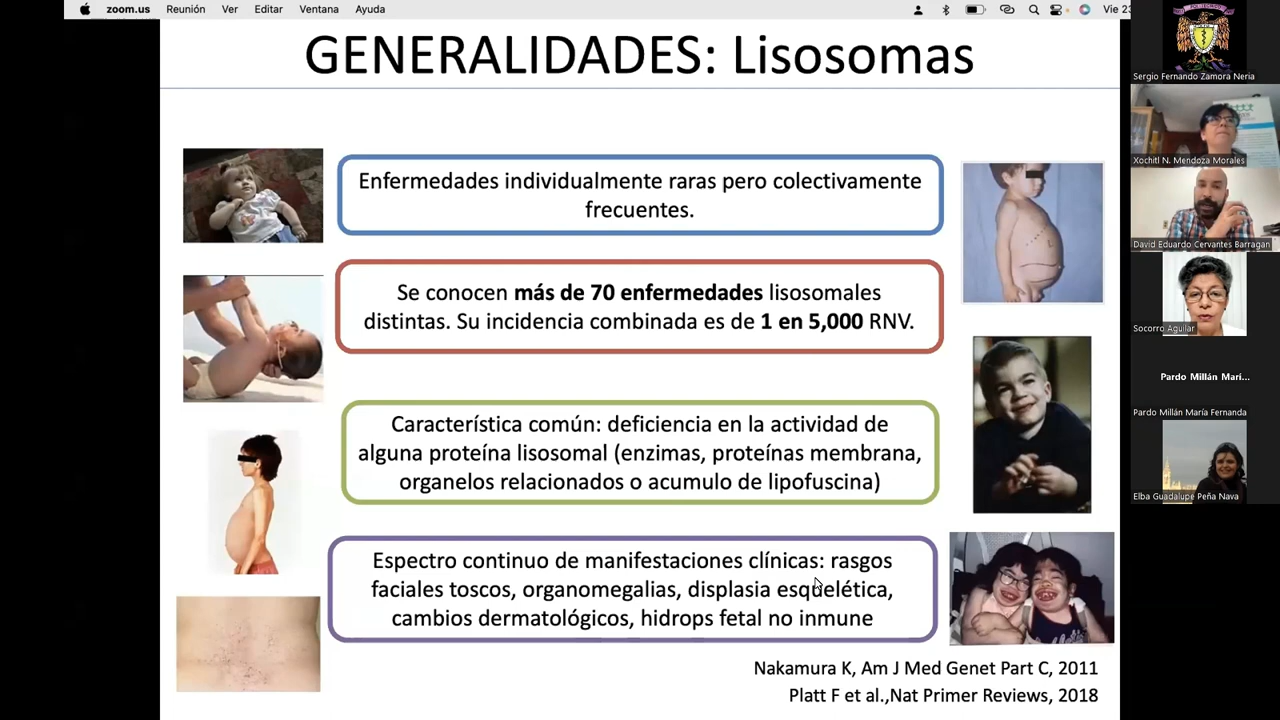 zoom.us Reunión Ver Editar Ventana Ayuda Vie 23
GENERALIDADES: Lisosomas
Enfermedades individualmente raras pero colectivamente
frecuentes.
Se conocen más de 70 enfermedades lisosomales
distintas. Su incidencia combinada es de 1 en 5,000 RNV.
Característica común: deficiencia en la actividad de
alguna proteína lisosomal (enzimas, proteínas membrana,
organelos relacionados o acumulo de lipofuscina)
Espectro continuo de manifestaciones clínicas: rasgos
faciales toscos, organomegalias, displasia esquelética,
cambios dermatológicos, hidrops fetal no inmune
Nakamura K, Am J Med Genet Part C, 2011
Platt F et al.,Nat Primer Reviews, 2018
Sergio Fernando Zamora Neria
Xochitl N. Mendoza Morales
David Eduardo Cervantes Barragan
Socorro Aguilar
Pardo Millán Marí...
Pardo Millán María Fernanda
Elba Guadalupe Peña Nava